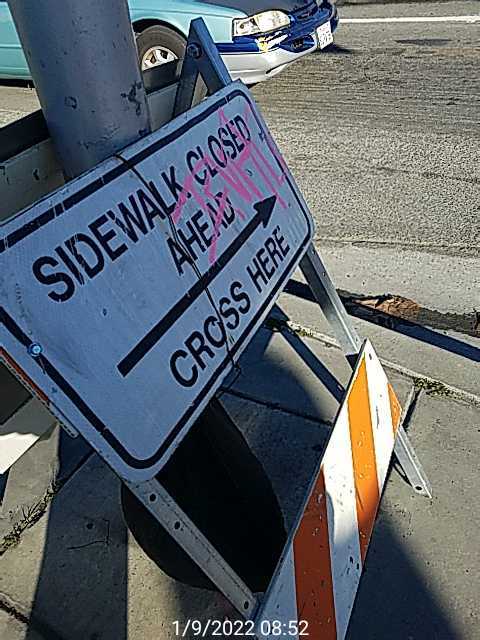 SIDEWALK CLOSED
AHEAD
CROSS HERE
1/9/2022 08:52